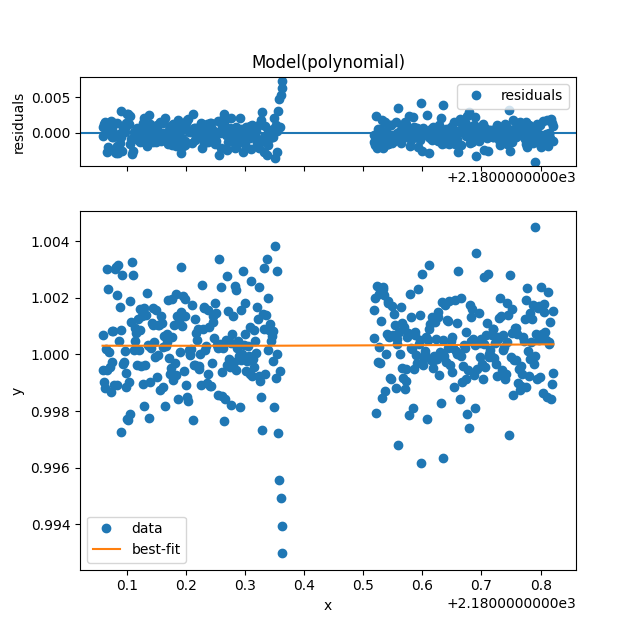 Model(polynomial)
residuals
0.005
0.000
residuals
+2.1800000000e3
y
1.004
1.002
1.000
0.998
0.996
0.994
data
best-fit
0.1 0.2 0.3 0.4 0.5 0.6 0.7 0.8
x
+2.1800000000e3